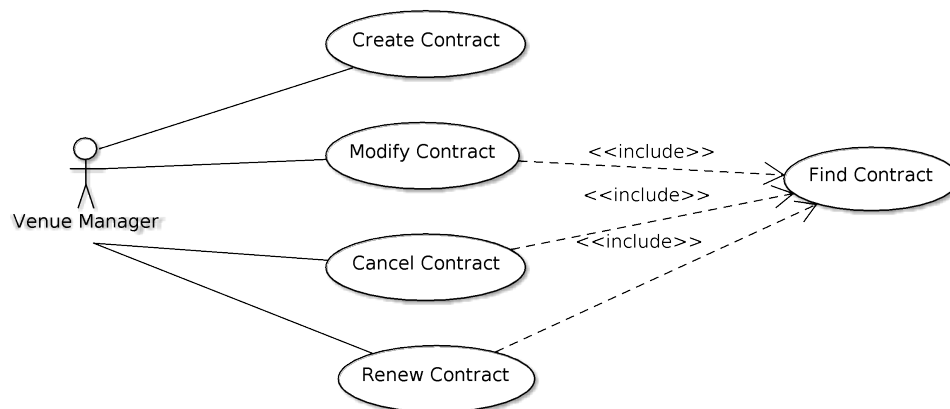 Create Contract
Modify Contract
<<include>>
Find Contract
<<include>>
Venue Manager
<<include>>
Cancel Contract
Renew Contract